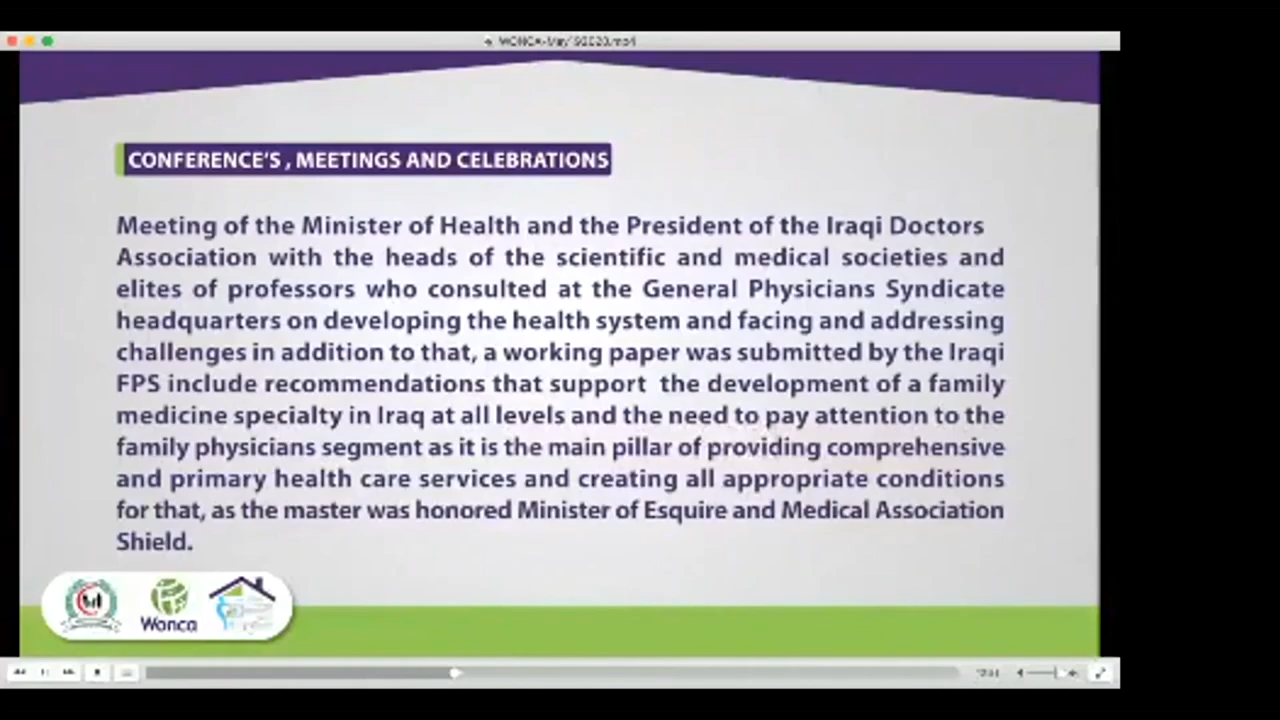 WONCA-May192020.mp4
CONFERENCE'S , MEETINGS AND CELEBRATIONS
Meeting of the Minister of Health and the President of the Iraqi Doctors
Association with the heads of the scientific and medical societies and
elites of professors who consulted at the General Physicians Syndicate
headquarters on developing the health system and facing and addressing
challenges in addition to that, a working paper was submitted by the Iraqi
FPS include recommendations that support the development of a family
medicine specialty in Iraq at all levels and the need to pay attention to the
family physicians segment as it is the main pillar of providing comprehensive
and primary health care services and creating all appropriate conditions
for that, as the master was honored Minister of Esquire and Medical Association
Shield.
Wonca